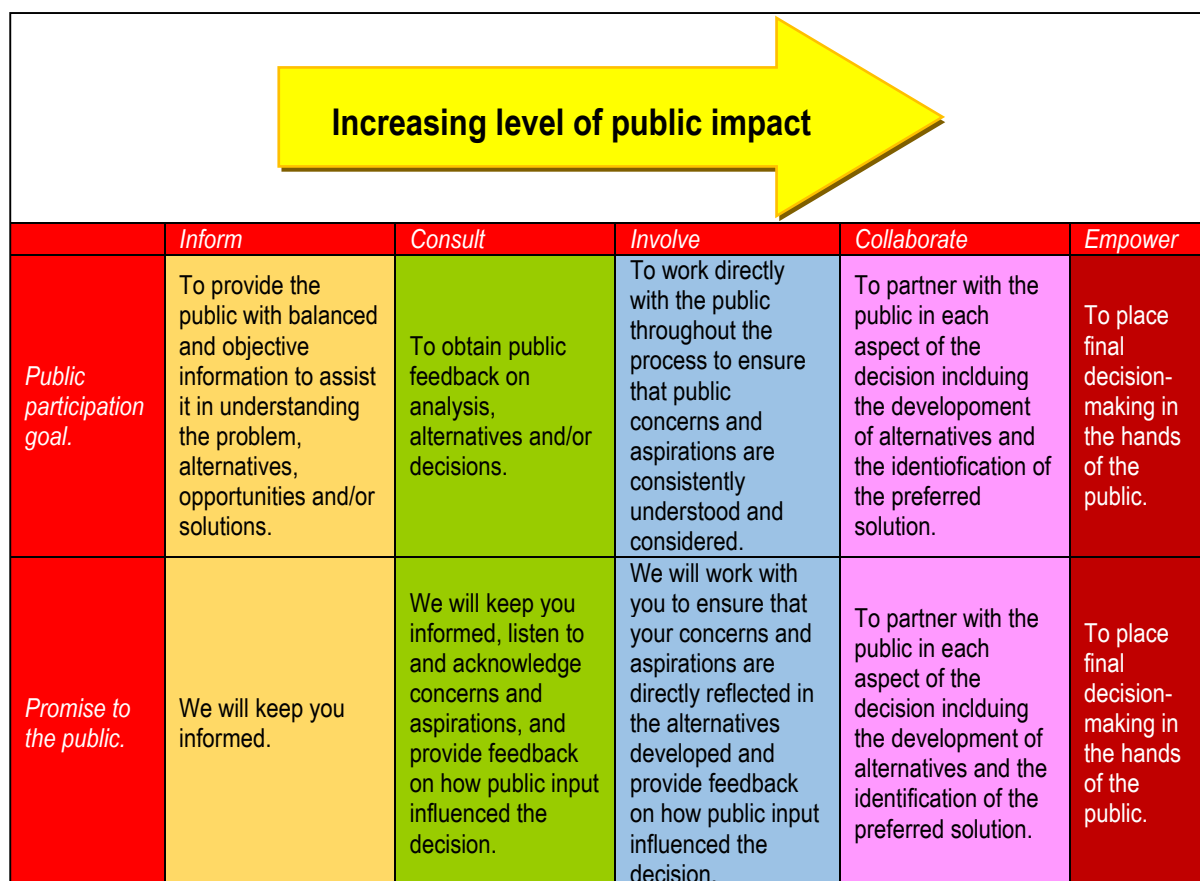 Increasing level of public impact
Inform
Consult
Involve
Collaborate
Empower
Public
participation
goal.
To provide the
public with balanced
and objective
information to assist
it in understanding
the problem,
alternatives,
opportunities and/or
solutions.
To obtain public
feedback on
analysis,
alternatives and/or
decisions.
To work directly
with the public
throughout the
process to ensure
that public
concerns and
aspirations are
consistently
understood and
considered.
To partner with the
public in each
aspect of the
decision inclduing
the developoment
of alternatives and
the identiofication of
the preferred
solution.
To place
final
decision-
making in
the hands
of the
public.
Promise to
the public.
We will keep you
informed.
We will keep you
informed, listen to
and acknowledge
concerns and
aspirations, and
provide feedback
on how public input
influenced the
decision.
We will work with
you to ensure that
your concerns and
aspirations are
directly reflected in
the alternatives
developed and
provide feedback
on how public input
influenced the
decision.
To partner with the
public in each
aspect of the
decision inclduing
the development of
alternatives and the
identification of the
preferred solution.
To place
final
decision-
making in
the hands
of the
public.